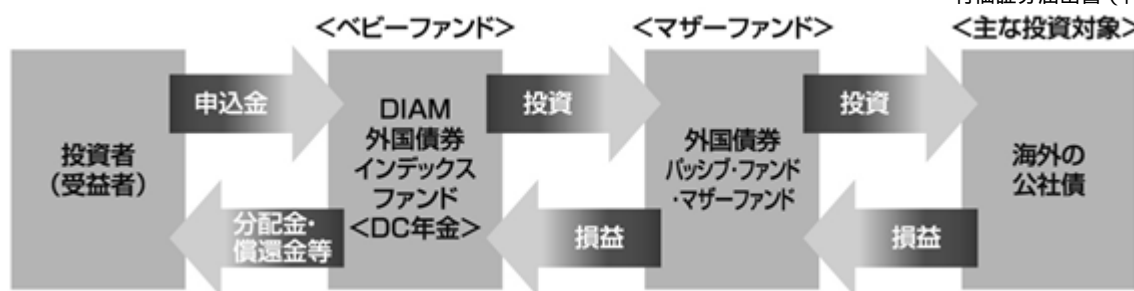 <ベビーファンド>
<マザーファンド>
<主な投資対象>
投資者
(受益者)
申込金
分配金・
償還金等
DIAM
外国債券
インデックス
ファンド
<DC年金>
投資
損益
外国債券
パッシブ・ファンド
・マザーファンド
投資
損益
海外の
公社債